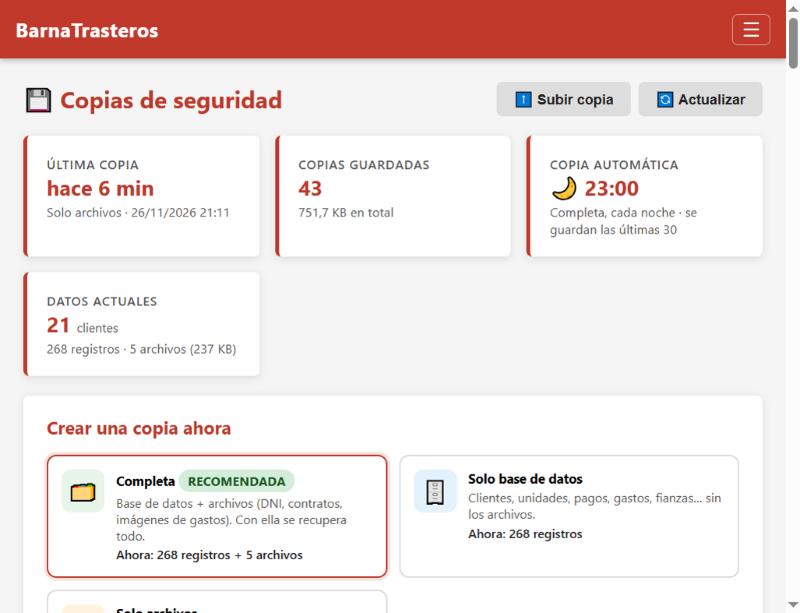 BarnaTrasteros
Copias de seguridad
Subir copia
Actualizar
ÚLTIMA COPIA
hace 6 min
Solo archivos · 26/11/2026 21:11
COPIAS GUARDADAS
43
751,7 KB en total
COPIA AUTOMÁTICA
23:00
Completa, cada noche · se
guardan las últimas 30
DATOS ACTUALES
21 clientes
268 registros · 5 archivos (237 KB)
Crear una copia ahora
Completa RECOMENDADA
Base de datos + archivos (DNI, contratos,
imágenes de gastos). Con ella se recupera
todo.
Ahora: 268 registros + 5 archivos
Solo base de datos
Clientes, unidades, pagos, gastos, fianzas... sin
los archivos.
Ahora: 268 registros
Solo archivos